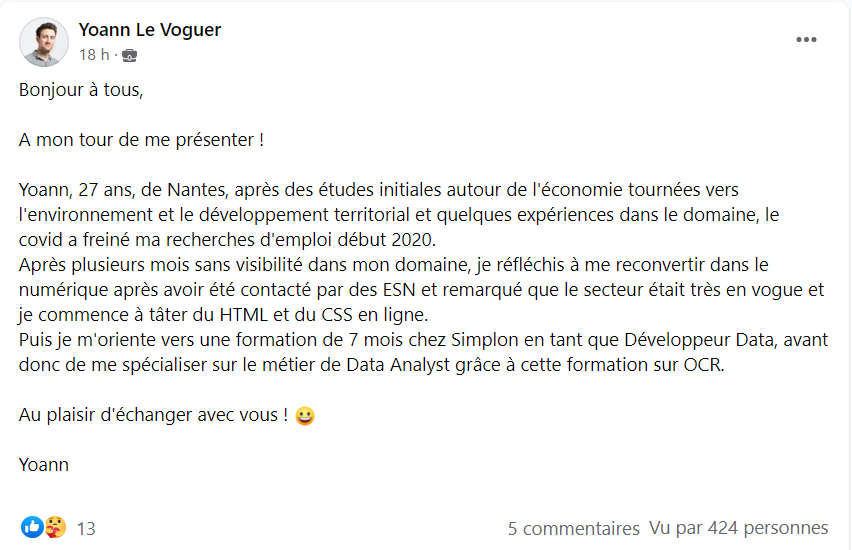 Yoann Le Voguer
18 h ·
Bonjour à tous,
A mon tour de me présenter !
Yoann, 27 ans, de Nantes, après des études initiales autour de l'économie tournées vers
l'environnement et le développement territorial et quelques expériences dans le domaine, le
covid a freiné ma recherches d'emploi début 2020.
Après plusieurs mois sans visibilité dans mon domaine, je réfléchis à me reconvertir dans le
numérique après avoir été contacté par des ESN et remarqué que le secteur était très en vogue et
je commence à tâter du HTML et du CSS en ligne.
Puis je m'oriente vers une formation de 7 mois chez Simplon en tant que Développeur Data, avant
donc de me spécialiser sur le métier de Data Analyst grâce à cette formation sur OCR.
Au plaisir d'échanger avec vous ! 😀
Yoann
13 5 commentaires Vu par 424 personnes